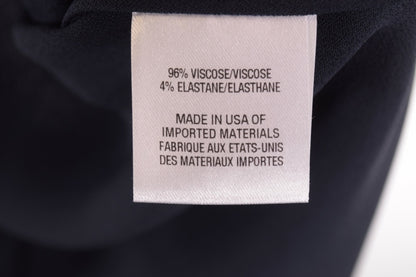 96% VISCOSE/VISCOSE
4% ELASTANE/ELASTHANE
MADE IN USA OF
IMPORTED MATERIALS
FABRIQUE AUX ETATS-UNIS
DES MATERIAUX IMPORTES